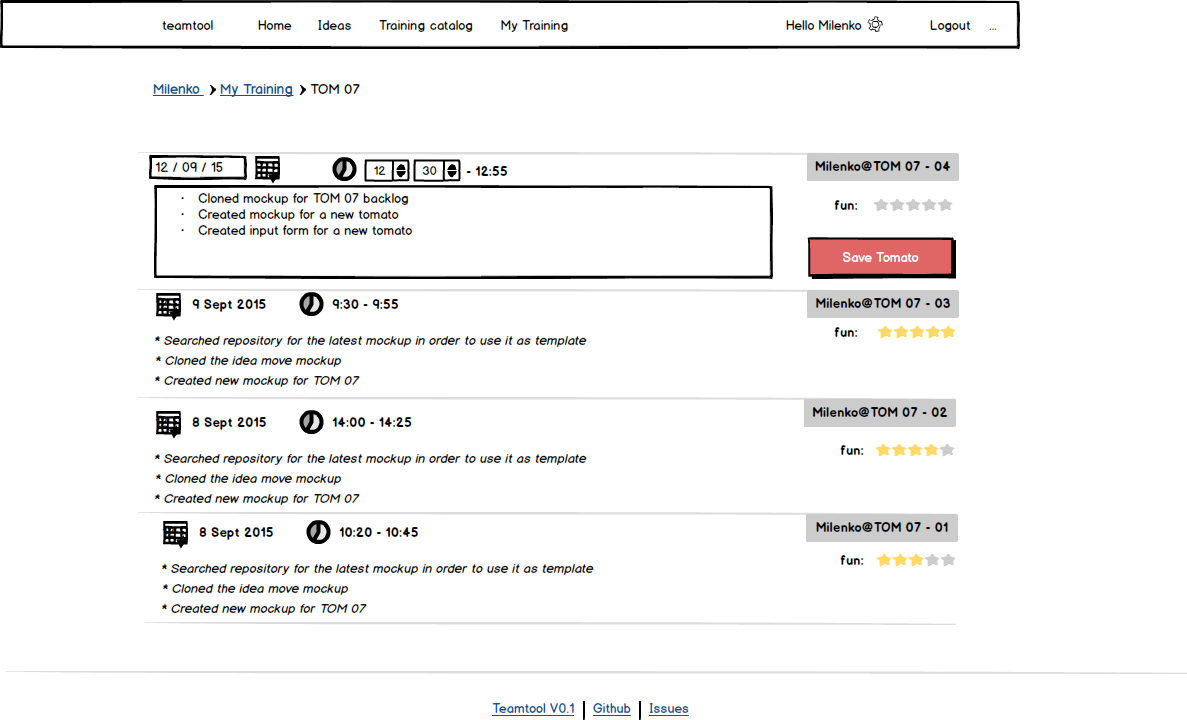 teamtool Home Ideas Training catalog My Training Hello Milenko Logout ...
Milenko My Training TOM 07
12 / 09 / 15 12 30 - 12:55 Milenko@TOM 07 - 04
· Cloned mockup for TOM 07 backlog
· Created mockup for a new tomato
· Created input form for a new tomato
fun:
Save Tomato
9 Sept 2015 9:30 - 9:55 Milenko@TOM 07 - 03
fun:
* Searched repository for the latest mockup in order to use it as template
* Cloned the idea move mockup
* Created new mockup for TOM 07
8 Sept 2015 14:00 - 14:25 Milenko@TOM 07 - 02
fun:
* Searched repository for the latest mockup in order to use it as template
* Cloned the idea move mockup
* Created new mockup for TOM 07
8 Sept 2015 10:20 - 10:45 Milenko@TOM 07 - 01
fun:
* Searched repository for the latest mockup in order to use it as template
* Cloned the idea move mockup
* Created new mockup for TOM 07
Teamtool V0.1 | Github | Issues